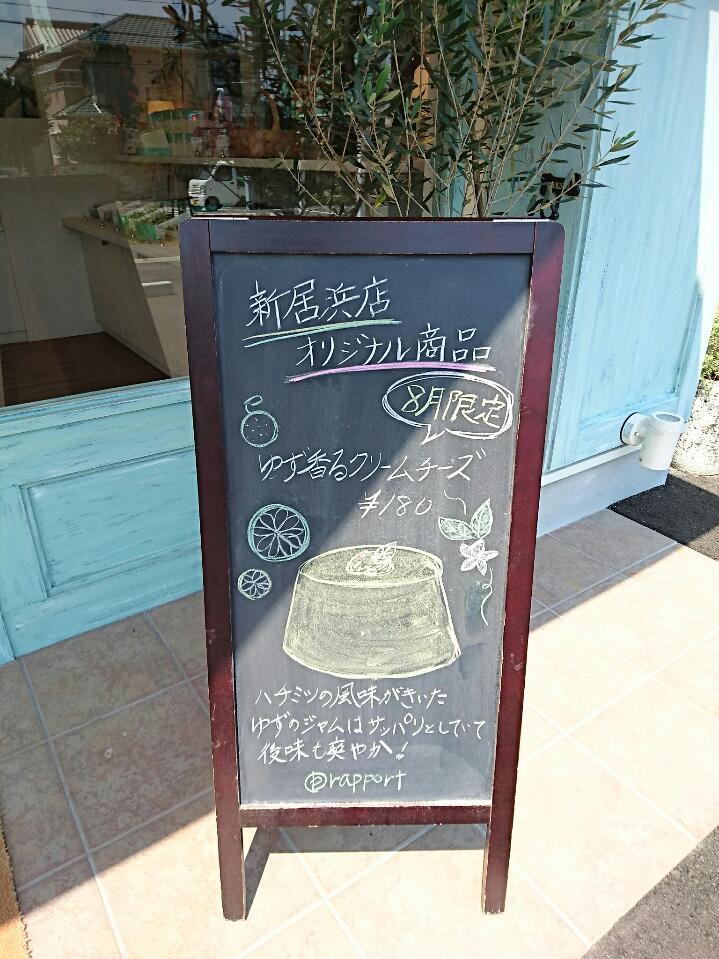 新居浜店
オリジナル商品
8月限定
ゆず香るクリームチーズ
¥180
ハチミツの風味がきいた
ゆずのジャムはサッパリとしていて
後味も爽やか!
rapport